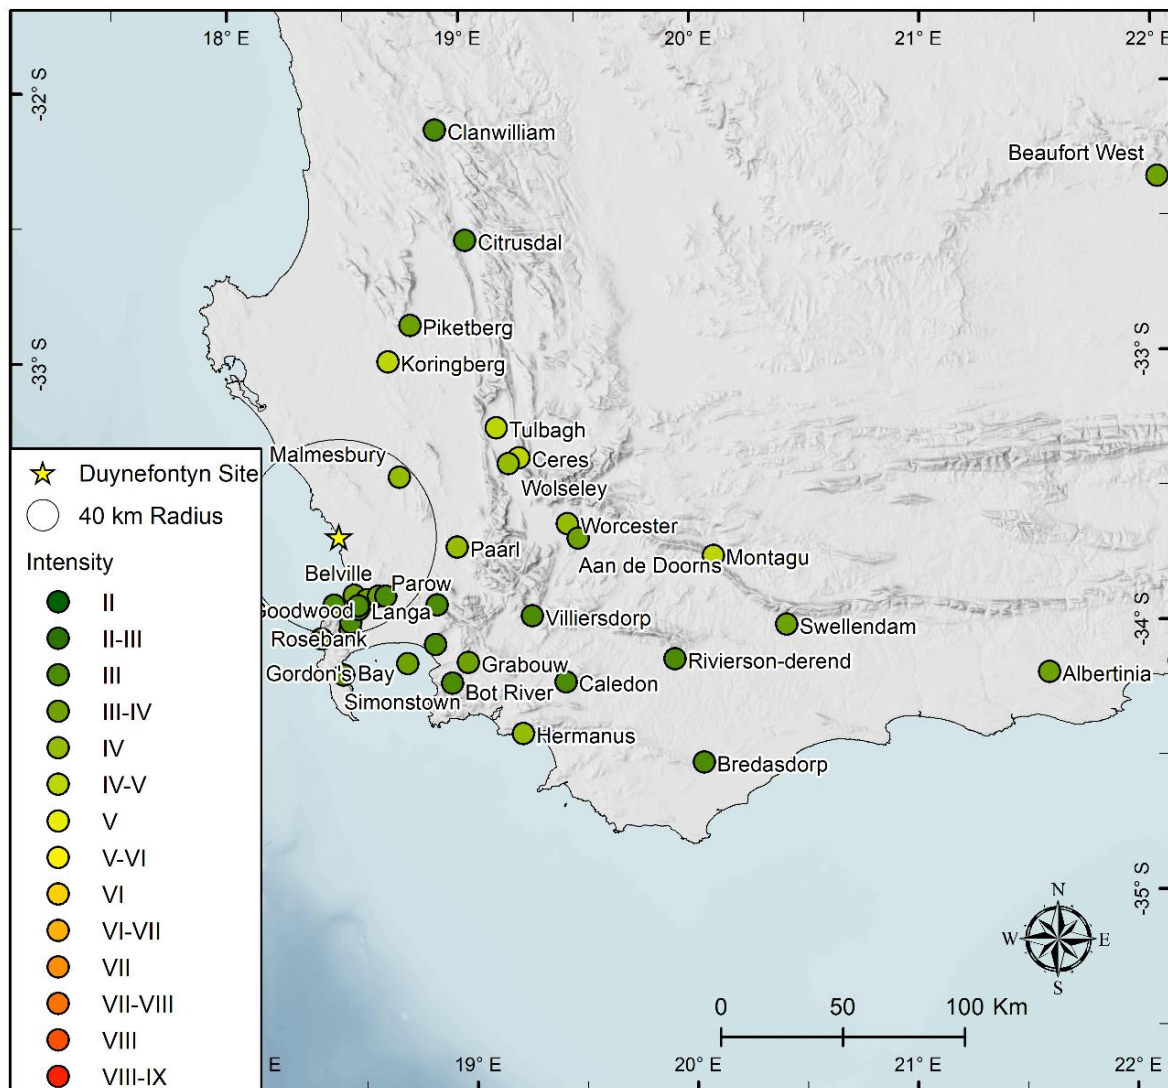 18° E
19° E
20° E
21° E
22° E
-32° S
-32° S
Clanwilliam
Beaufort West
Citrusdal
Piketberg
-33° S
-33° S
Koringberg
Tulbagh
Malmesbury
Ceres
Wolseley
Worcester
Paarl
Aan de Doorns
Montagu
Belville
Parow
Goodwood
Langa
Villiersdorp
Swellendam
-34° S
Rosebank
Rivierson-derend
Gordon's Bay
Grabouw
Albertinia
Simonstown
Bot River
Caledon
Hermanus
Bredasdorp
-35° S
Duynefontyn Site
40 km Radius
Intensity
II
II-III
III
III-IV
IV
IV-V
V
V-VI
VI
VI-VII
VII
VII-VIII
VIII
VIII-IX
N
W
E
S
0
50
100 Km
E
19° E
20° E
21° E
22° E